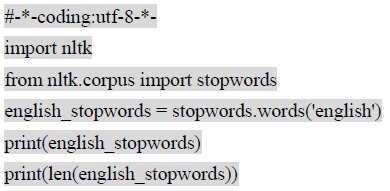 #-*-coding:utf-8-*-
import nltk
from nltk.corpus import stopwords
english_stopwords = stopwords.words('english')
print(english_stopwords)
print(len(english_stopwords))